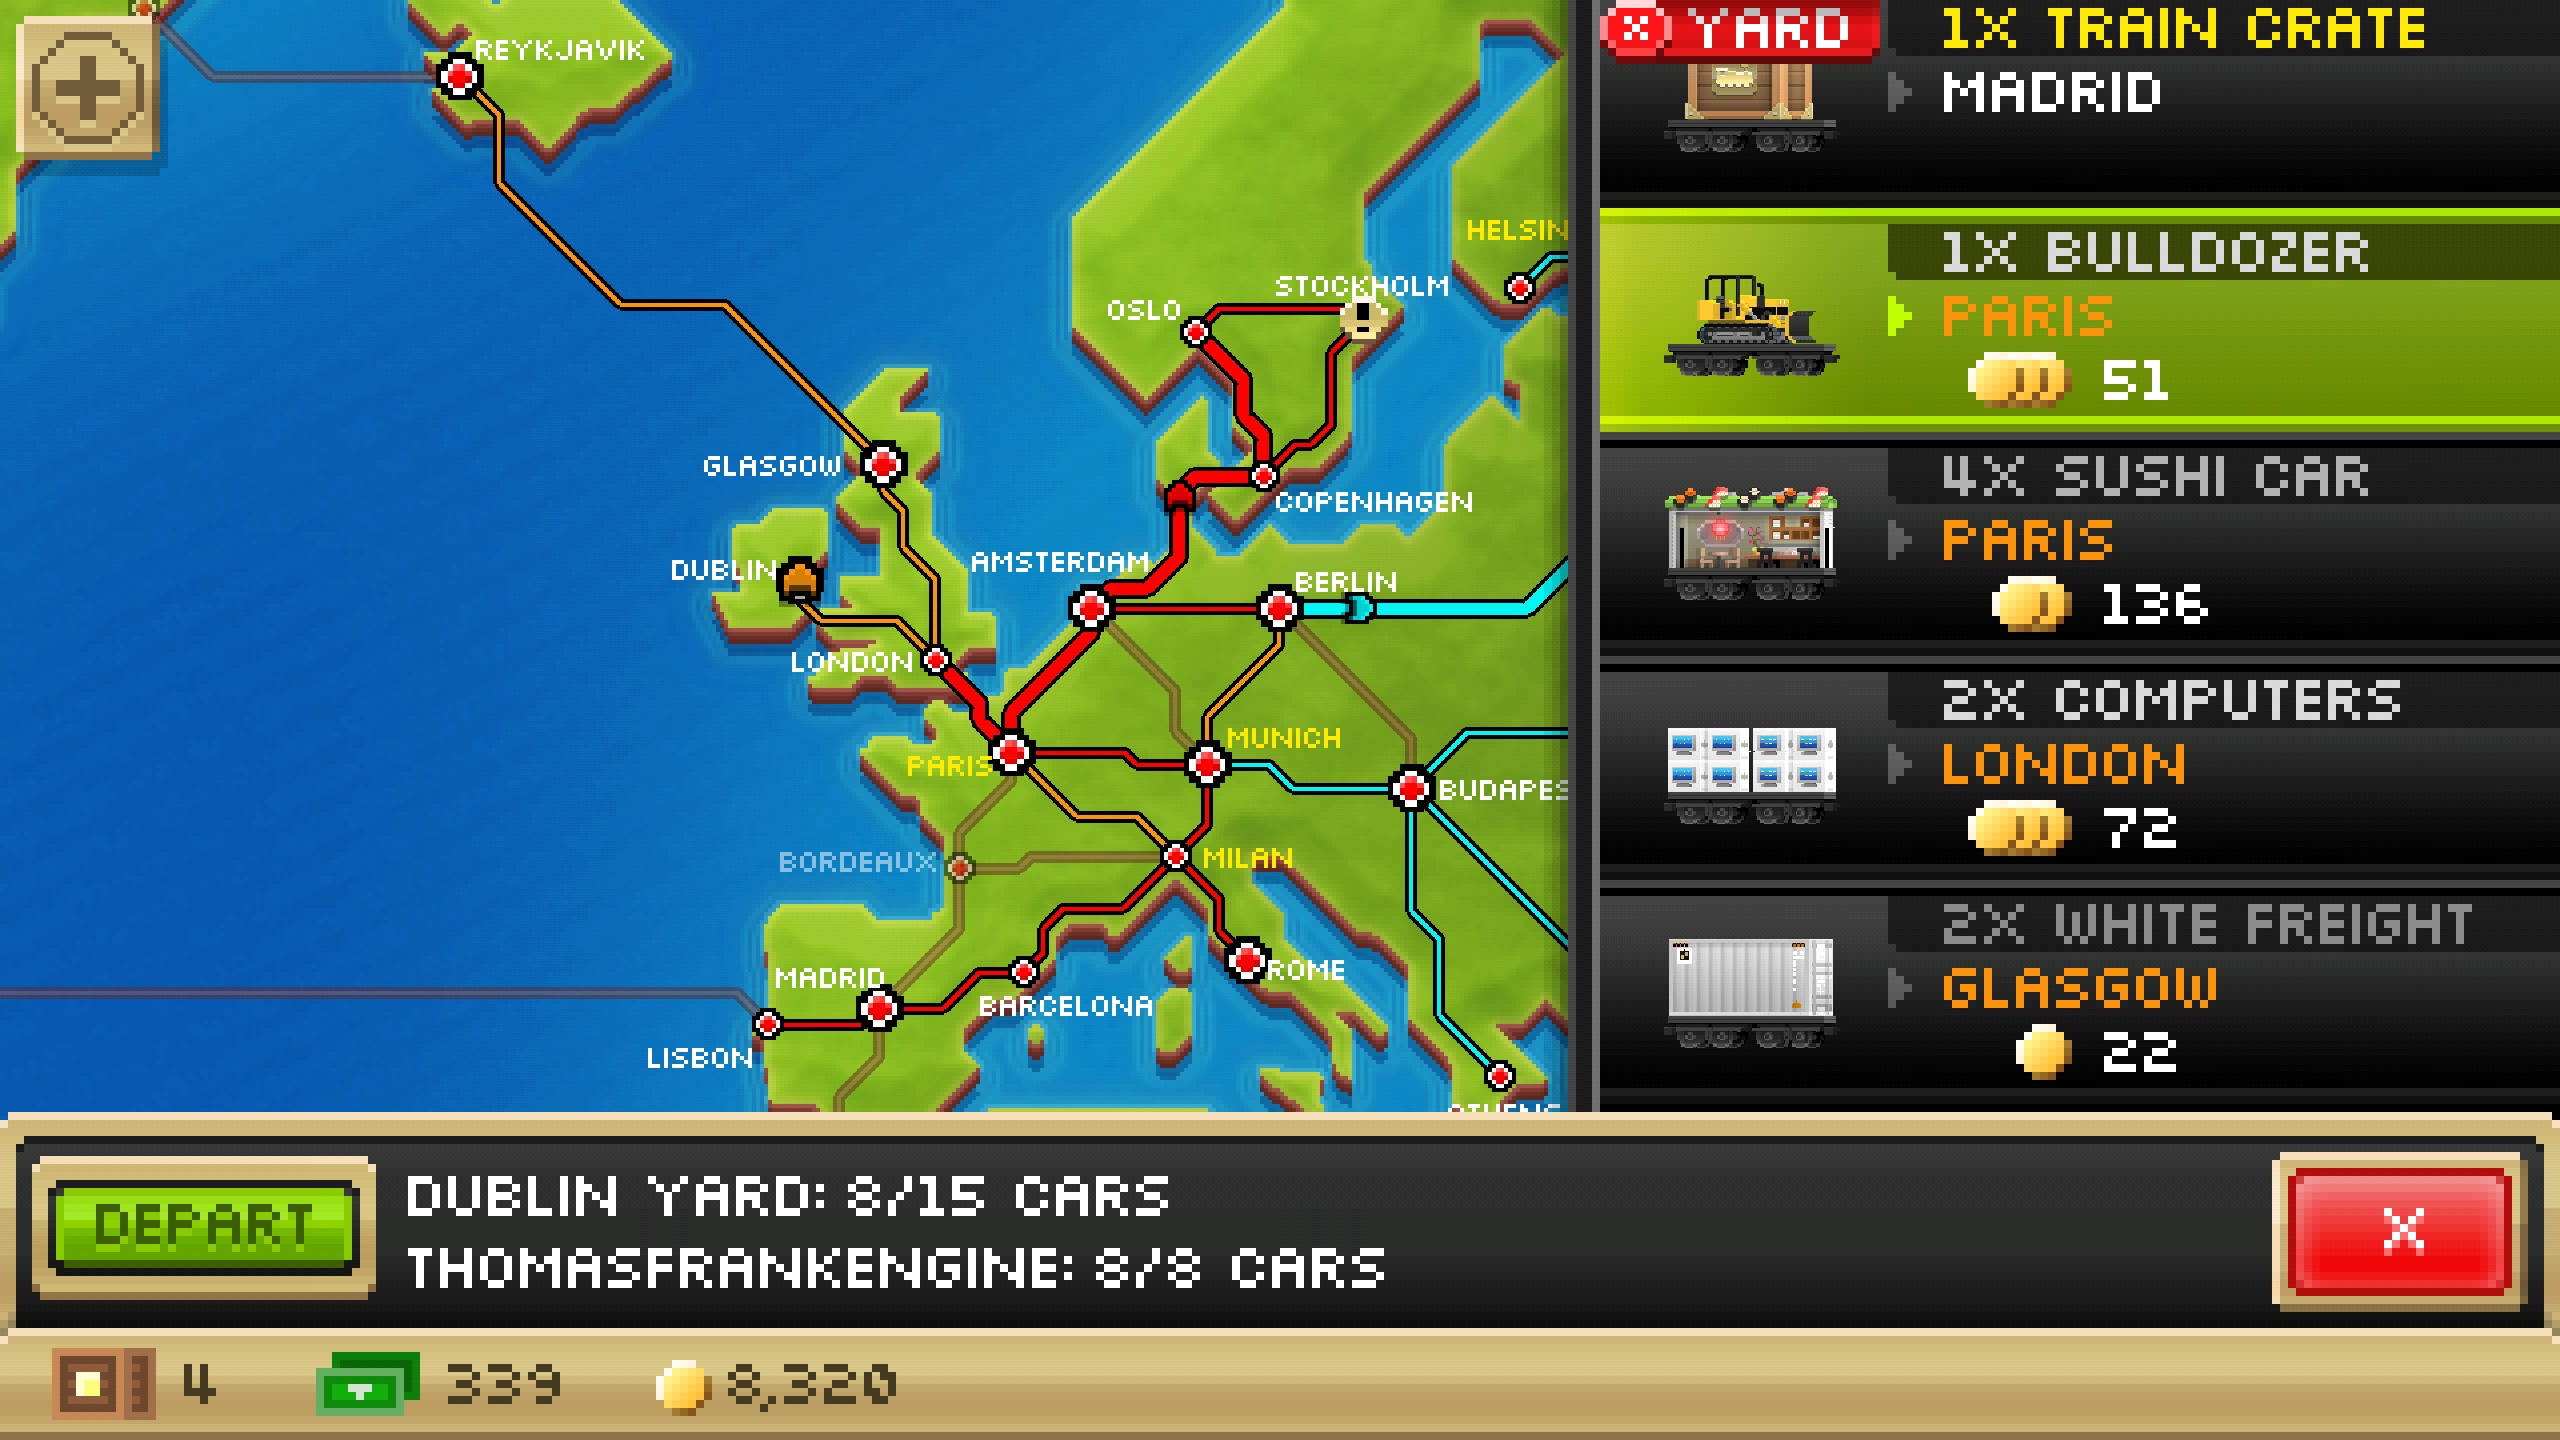 REYKJAVIK
HELSIN
STOCKHOLM
OSLO
GLASGOW
COPENHAGEN
AMSTERDAM
DUBLIN
BERLIN
LONDON
MUNICH
PARIS
BUDAPES
BORDEAUX
MILAN
ROME
MADRID
BARCELONA
LISBON
ATHENS
YARD
1X TRAIN CRATE
MADRID
1X BULLDOZER
PARIS
51
4X SUSHI CAR
PARIS
136
2X COMPUTERS
LONDON
72
2X WHITE FREIGHT
GLASGOW
22
DEPART
DUBLIN YARD: 8/15 CARS
THOMASFRANKENGINE: 8/8 CARS
X
4
339
8,320